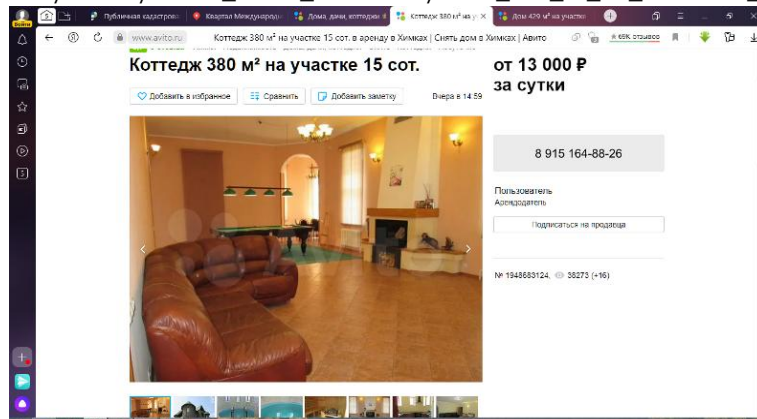 Публичная кадастрова
Квартал Международн
Дома, дачи, коттеджи
Коттедж 380 м² на у
Дом 429 м² на участке
www.avito.ru
Коттедж 380 м² на участке 15 сот. в аренду в Химках | Снять дом в Химках | Авито
Коттедж 380 м² на участке 15 сот.
от 13 000 ₽
за сутки
Добавить в избранное
Сравнить
Добавить заметку
Вчера в 14:59
8 915 164-88-26
Пользователь
Арендодатель
Подписаться на продавца
№ 1948683124, 38273 (+16)
Avito